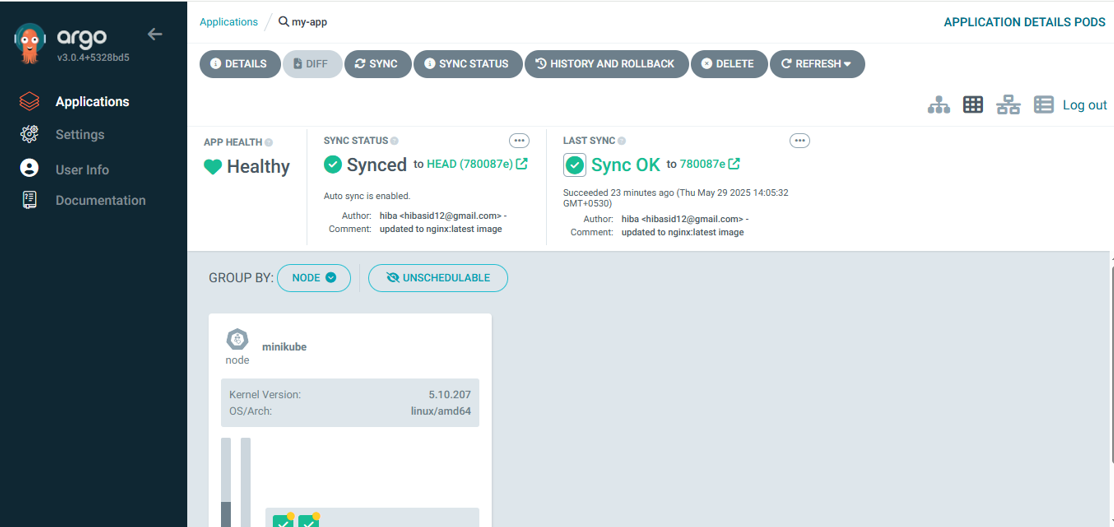 argo
v3.0.4+5328bd5
Applications
Settings
User Info
Documentation
Applications / my-app
APPLICATION DETAILS PODS
DETAILS DIFF SYNC SYNC STATUS HISTORY AND ROLLBACK DELETE REFRESH
Log out
APP HEALTH
Healthy
SYNC STATUS
Synced to HEAD (780087e)
Auto sync is enabled.
Author: hiba <hibasid12@gmail.com> -
Comment: updated to nginx:latest image
LAST SYNC
Sync OK to 780087e
Succeeded 23 minutes ago (Thu May 29 2025 14:05:32
GMT+0530)
Author: hiba <hibasid12@gmail.com> -
Comment: updated to nginx:latest image
GROUP BY: NODE UNSCHEDULABLE
minikube
node
Kernel Version: 5.10.207
OS/Arch: linux/amd64